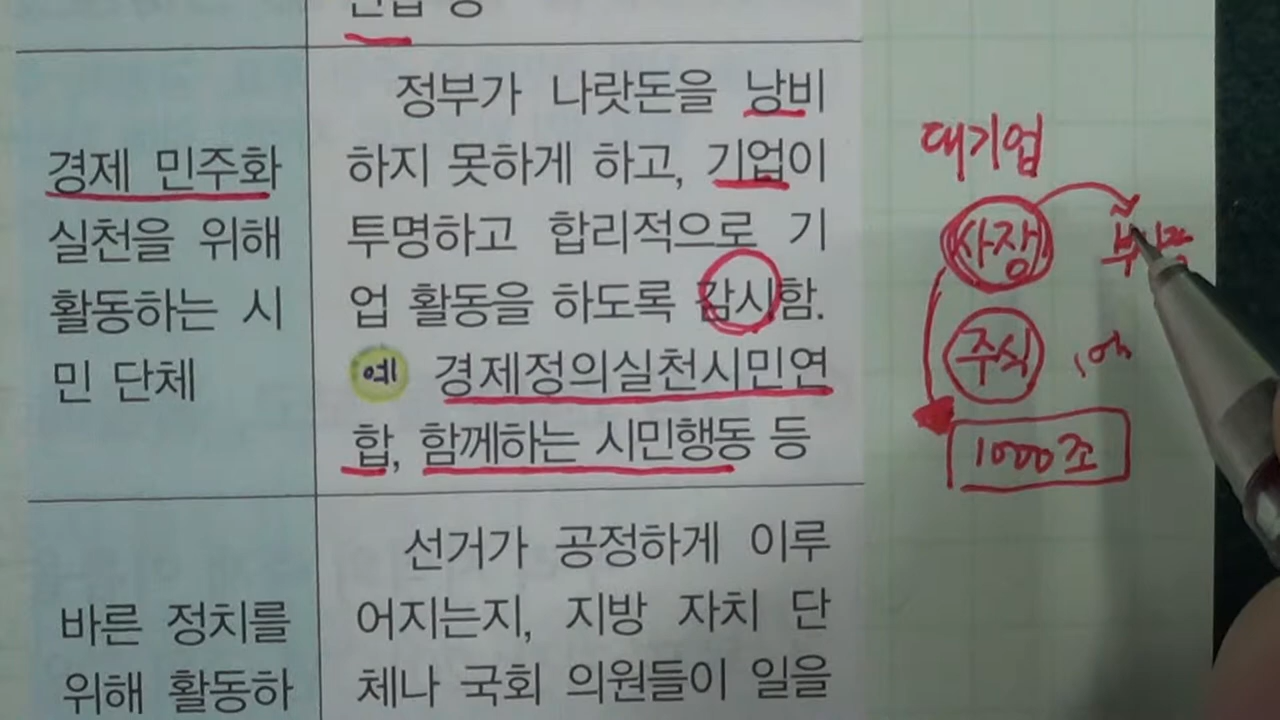 정부가 나랏돈을 낭비
경제 민주화
하지 못하게 하고, 기업이
실천을 위해
투명하고 합리적으로 기
활동하는 시
업 활동을 하도록 감시함.
민 단체
예 경제정의실천시민연
합, 함께하는 시민행동 등
선거가 공정하게 이루
바른 정치를
어지는지, 지방 자치 단
위해 활동하
체나 국회 의원들이 일을
대기업
사장
주식
1000조